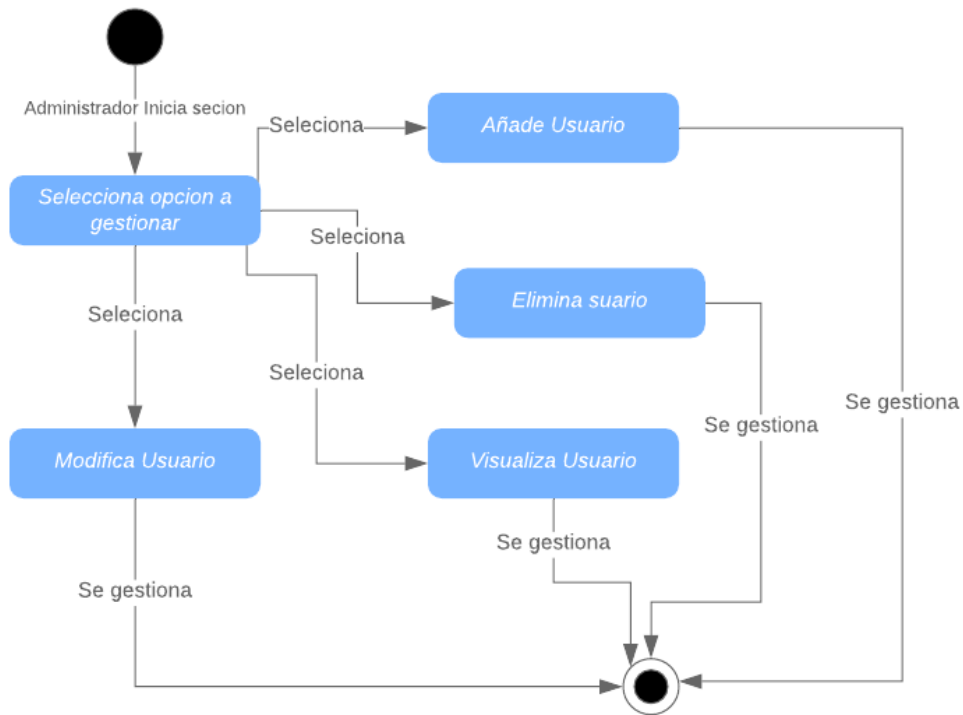 Administrador Inicia secion
Seleciona
Añade Usuario
Selecciona opcion a
gestionar
Seleciona
Elimina suario
Seleciona
Seleciona
Se gestiona
Se gestiona
Modifica Usuario
Visualiza Usuario
Se gestiona
Se gestiona